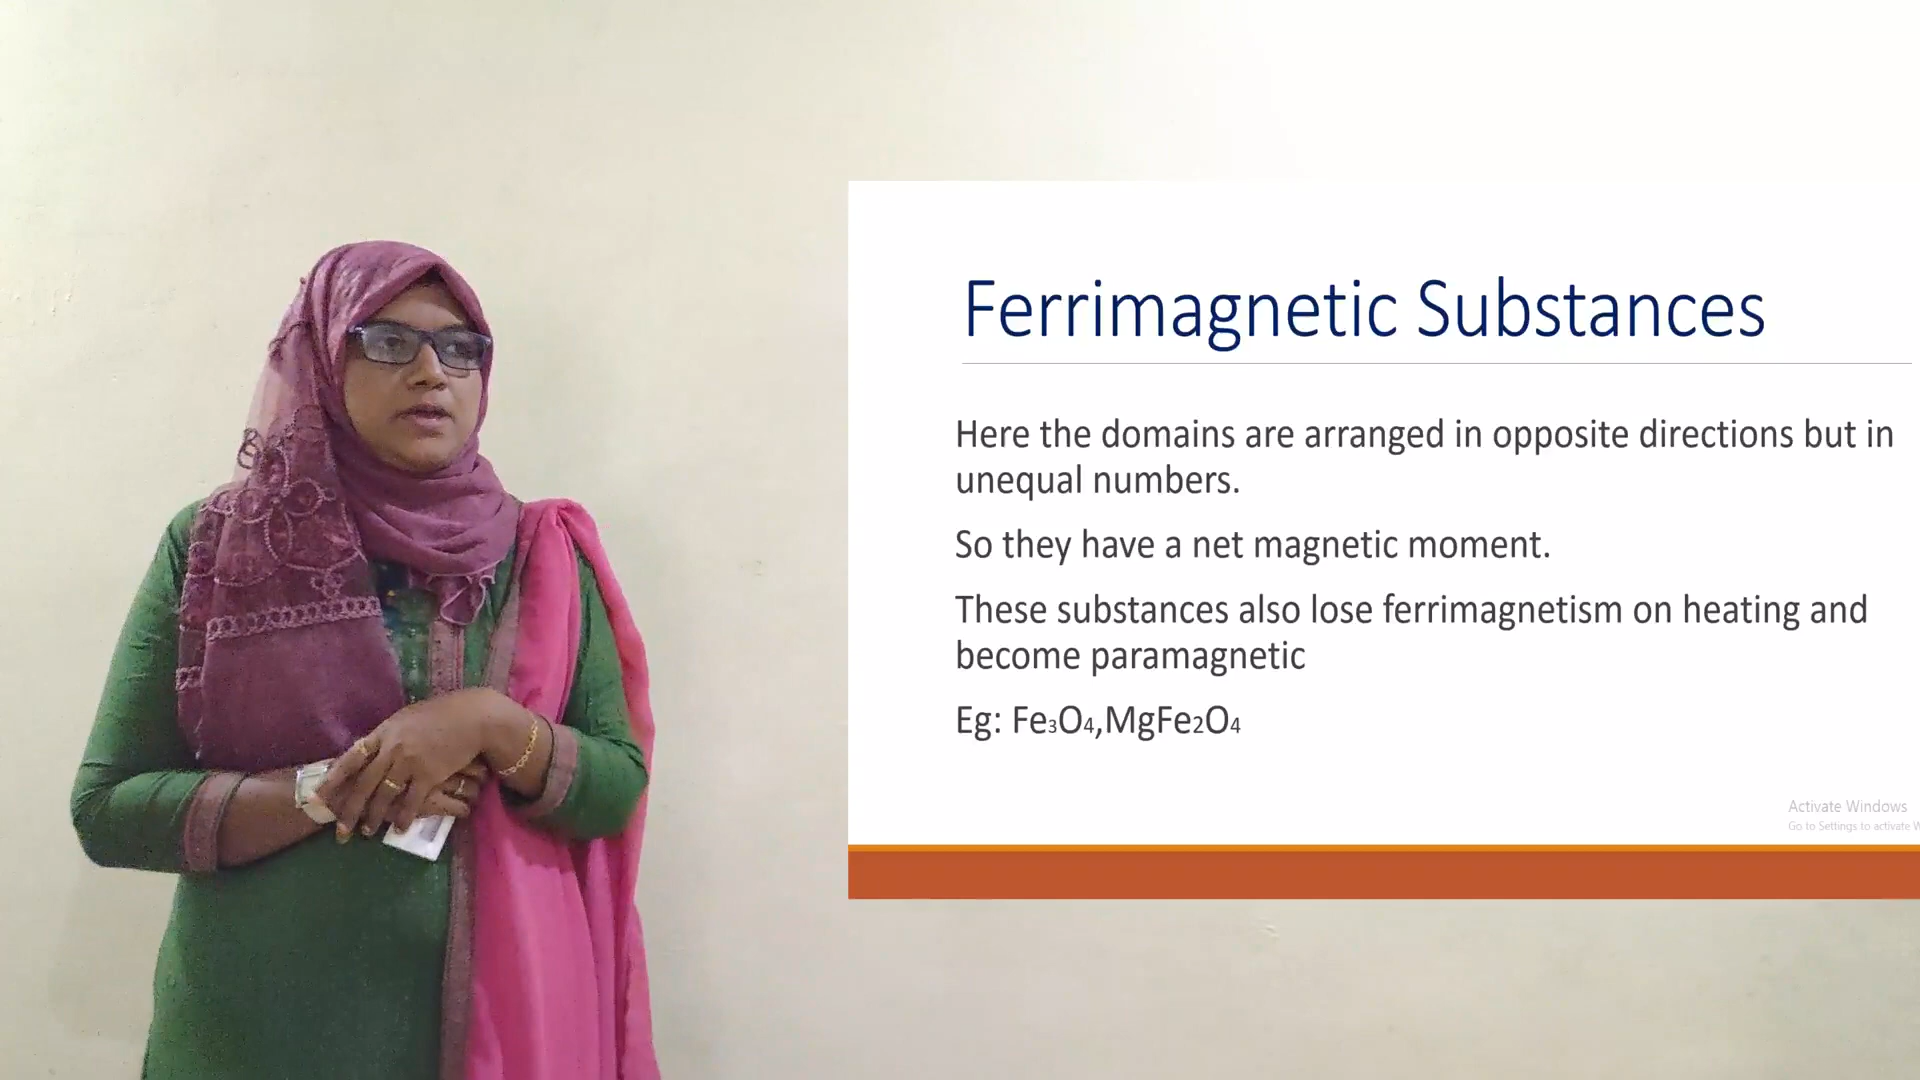 Ferrimagnetic Substances
Here the domains are arranged in opposite directions but in
unequal numbers.
So they have a net magnetic moment.
These substances also lose ferrimagnetism on heating and
become paramagnetic
Eg: Fe₃O₄,MgFe₂O₄
Activate Windows
Go to Settings to activate W